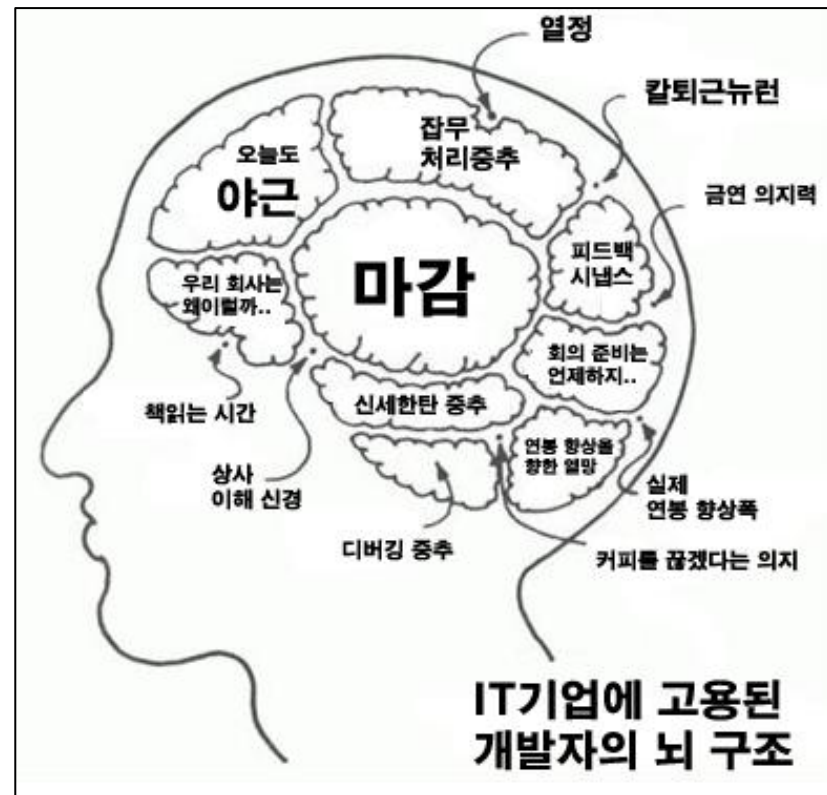 열정
칼퇴근뉴런
잡무
처리중추
오늘도
야근
금연 의지력
피드백
시냅스
마감
우리 회사는
왜이럴까..
회의 준비는
언제하지..
책읽는 시간
신세한탄 중추
연봉 향상을
향한 열망
상사
이해 신경
실제
연봉 향상폭
디버깅 중추
커피를 끊겠다는 의지
IT기업에 고용된
개발자의 뇌 구조